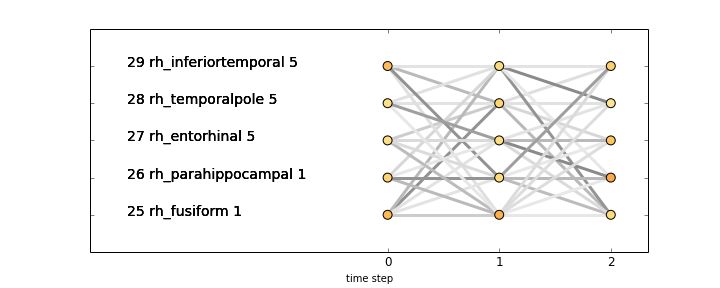 29 rh_inferiortemporal 5
28 rh_temporalpole 5
27 rh_entorhinal 5
26 rh_parahippocampal 1
25 rh_fusiform 1
0 1 2
time step